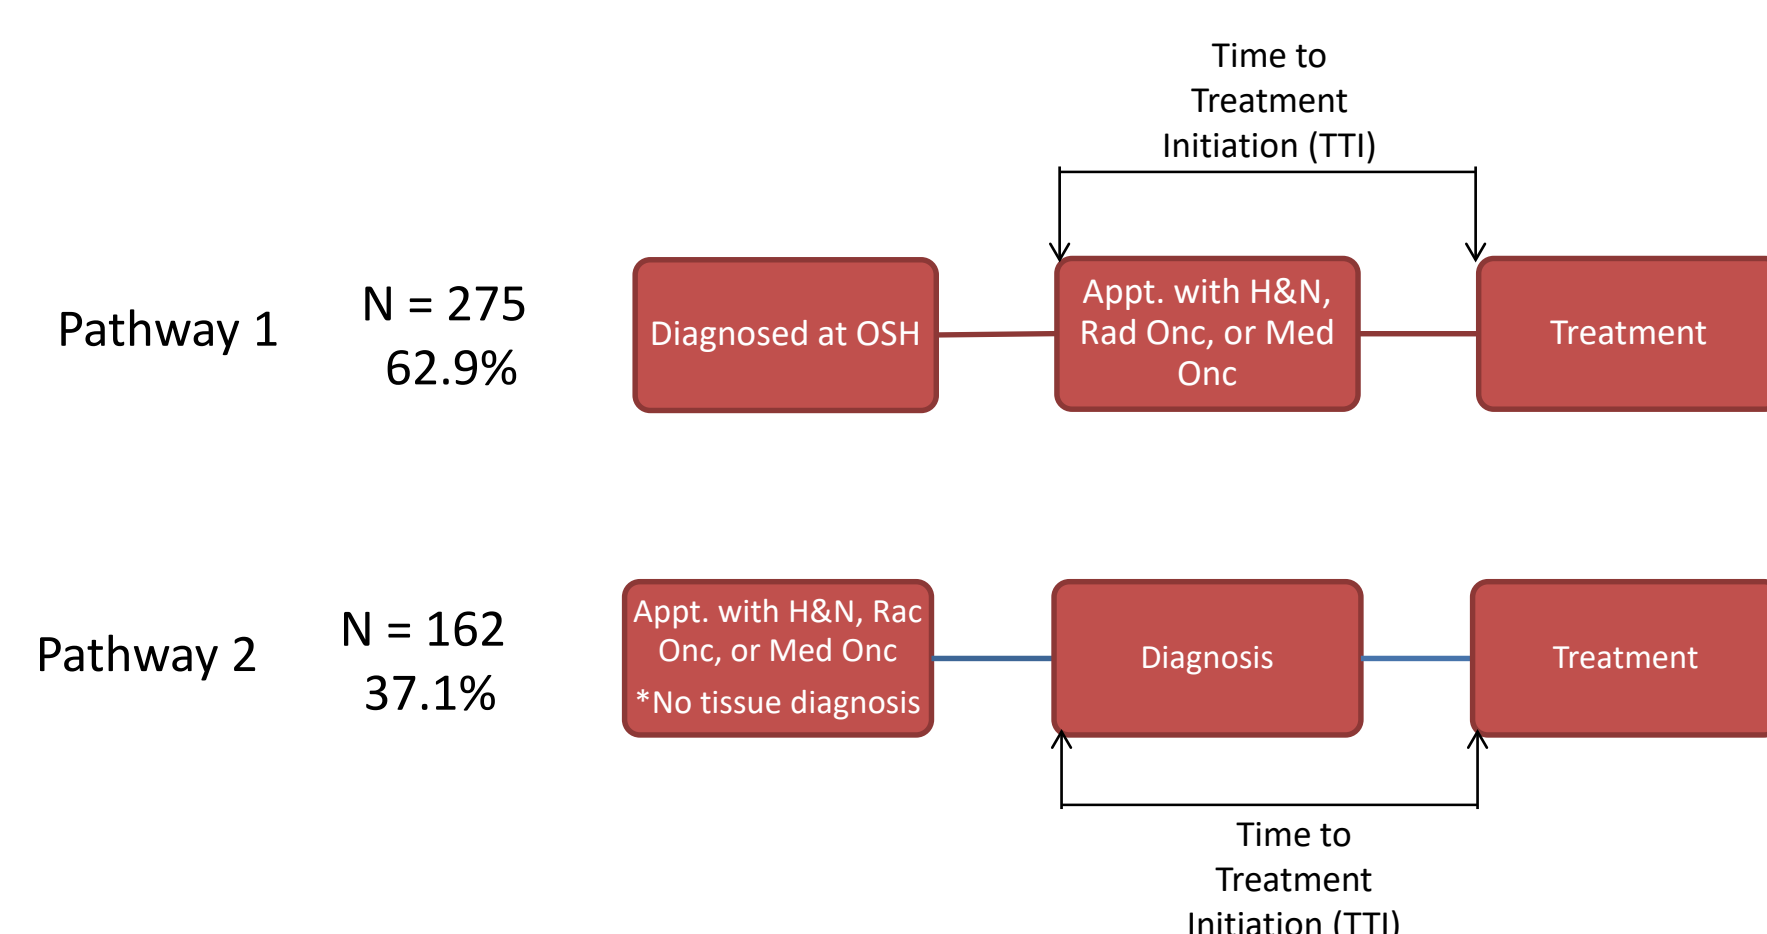 Time to
Treatment
Initiation (TTI)
Pathway 1
N = 275
62.9%
Diagnosed at OSH
Appt. with H&N,
Rad Onc, or Med
Onc
Treatment
Pathway 2
N = 162
37.1%
Appt. with H&N, Rac
Onc, or Med Onc
*No tissue diagnosis
Diagnosis
Treatment
Time to
Treatment
Initiation (TTI)